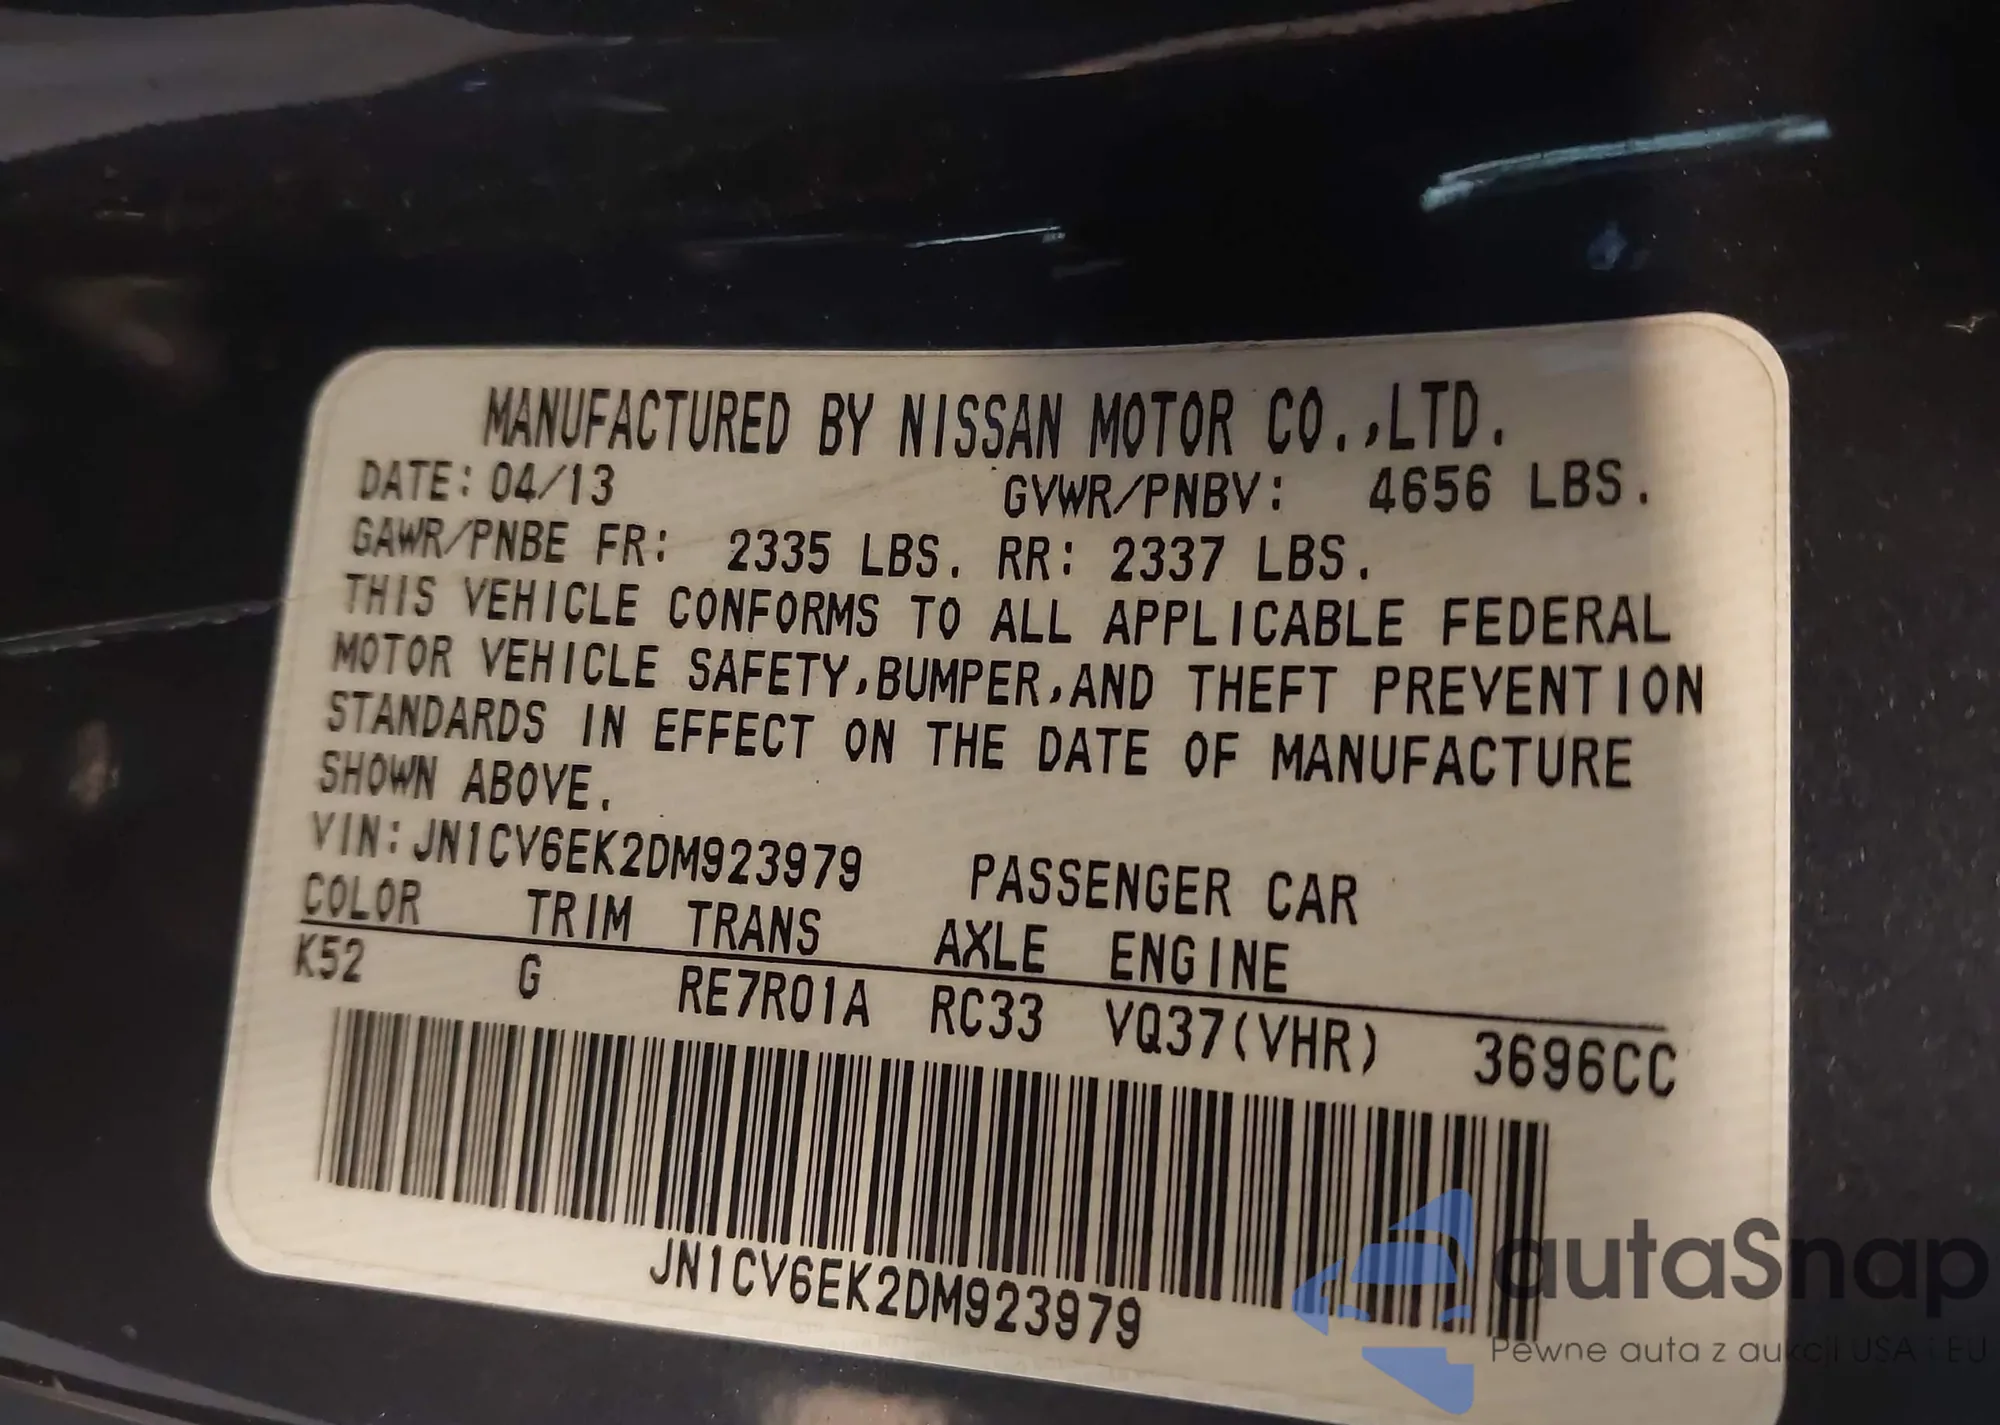 MANUFACTURED BY NISSAN MOTOR CO.,LTD.
DATE: 04/13 GVWR/PNBV: 4656 LBS.
GAWR/PNBE FR: 2335 LBS. RR: 2337 LBS.
THIS VEHICLE CONFORMS TO ALL APPLICABLE FEDERAL
MOTOR VEHICLE SAFETY,BUMPER,AND THEFT PREVENTION
STANDARDS IN EFFECT ON THE DATE OF MANUFACTURE
SHOWN ABOVE.
VIN: JN1CV6EK2DM923979 PASSENGER CAR
COLOR TRIM TRANS AXLE ENGINE
K52 G RE7R01A RC33 VQ37(VHR) 3696CC
JN1CV6EK2DM923979
autaSnap
Pewne auta z aukcji USA i EU